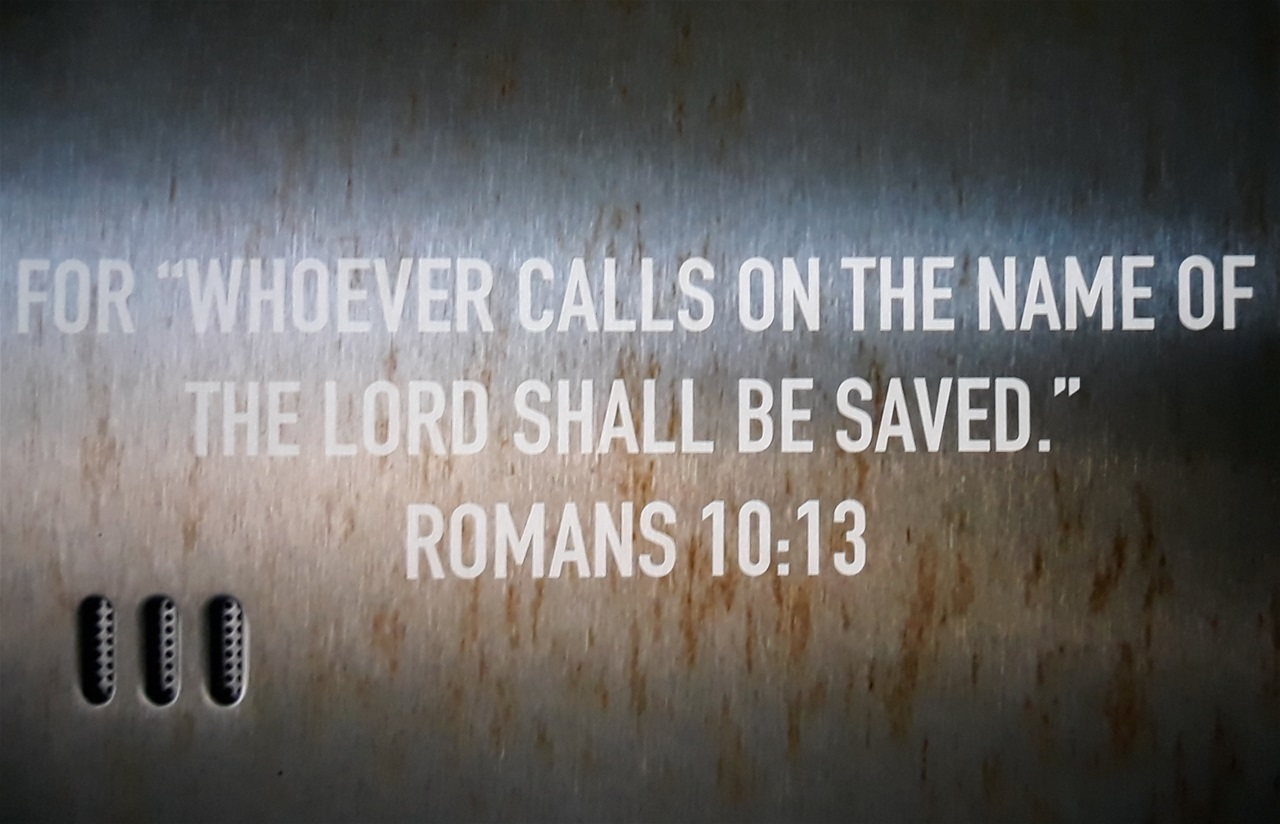 FOR “WHOEVER CALLS ON THE NAME OF
THE LORD SHALL BE SAVED.”
ROMANS 10:13